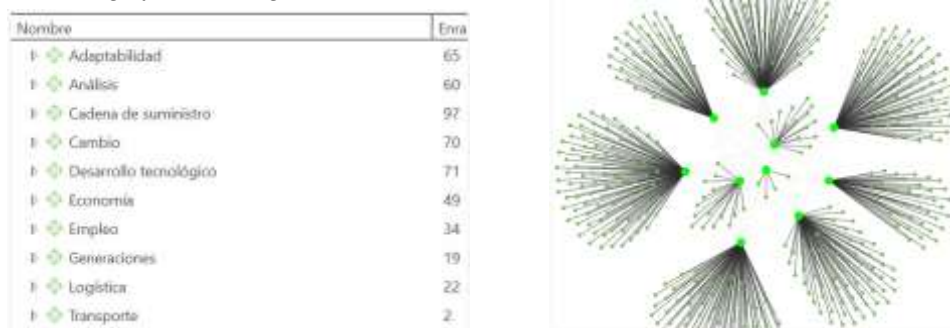 Nombre Enra
Adaptabilidad 65
Análisis 60
Cadena de suministro 97
Cambio 70
Desarrollo tecnológico 71
Economía 49
Empleo 34
Generaciones 19
Logística 22
Transporte 2